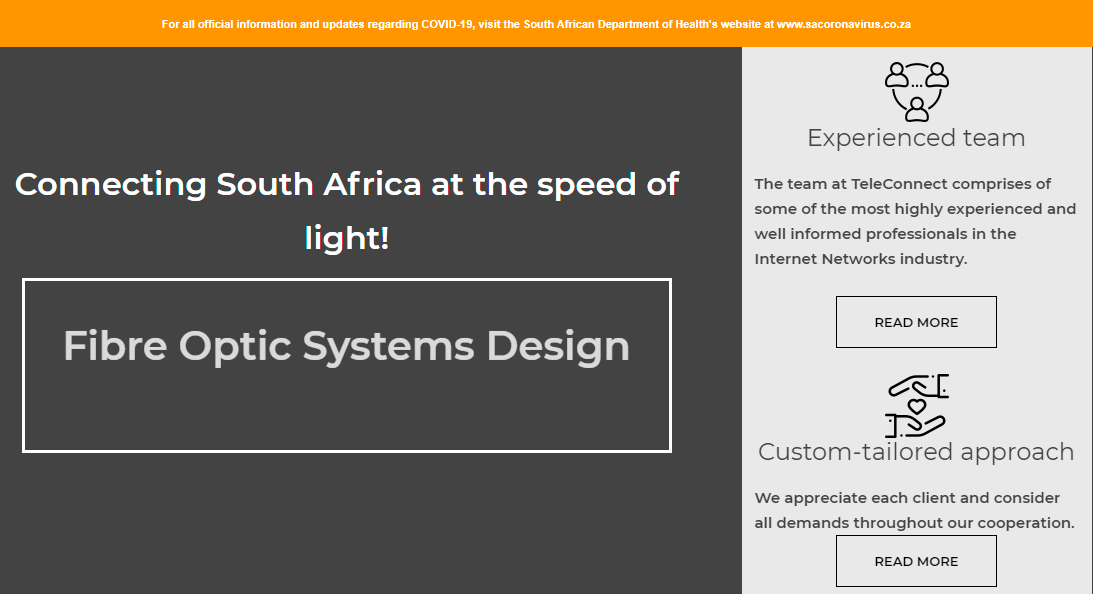 For all official information and updates regarding COVID-19, visit the South African Department of Health's website at www.sacoronavirus.co.za
Connecting South Africa at the speed of
light!
Fibre Optic Systems Design
Experienced team
The team at TeleConnect comprises of
some of the most highly experienced and
well informed professionals in the
Internet Networks industry.
READ MORE
Custom-tailored approach
We appreciate each client and consider
all demands throughout our cooperation.
READ MORE